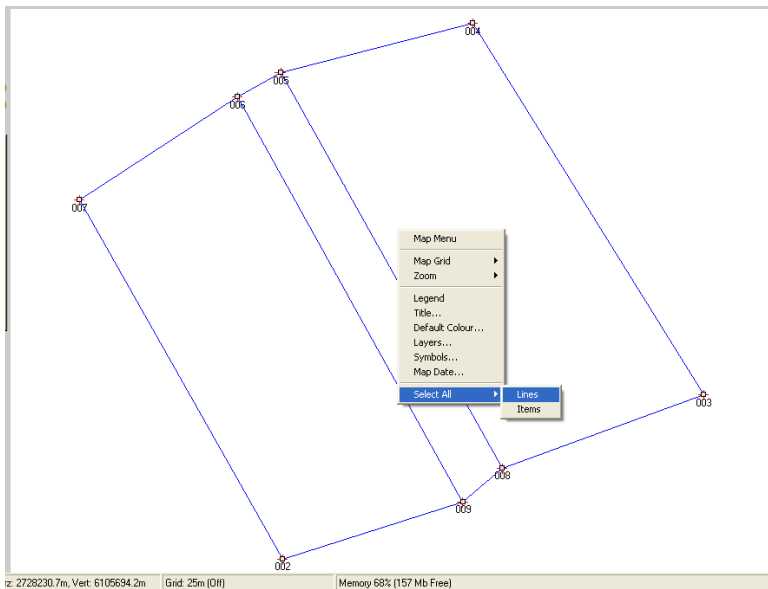 004
005
006
007
Map Menu
Map Grid
Zoom
Legend
Title...
Default Colour...
Layers...
Symbols...
Map Date...
Select All
Lines
Items
003
008
009
002
rz: 2728230.7m, Vert: 6105694.2m
Grid: 25m (Off)
Memory 68% (157 Mb Free)